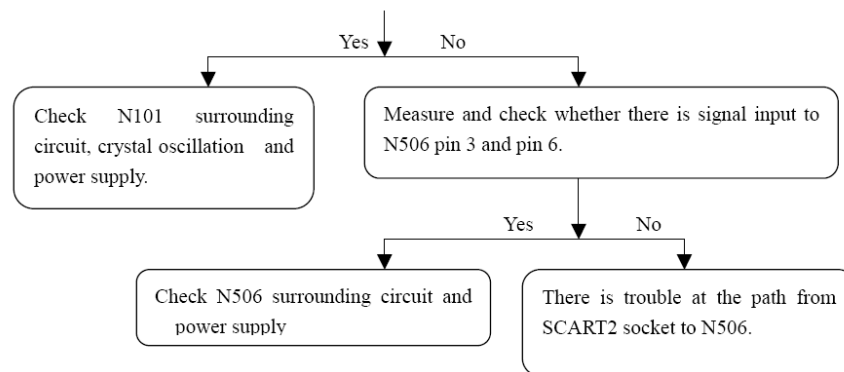 Yes No
Check N101 surrounding
circuit, crystal oscillation and
power supply.
Measure and check whether there is signal input to
N506 pin 3 and pin 6.
Yes No
Check N506 surrounding circuit and
power supply
There is trouble at the path from
SCART2 socket to N506.